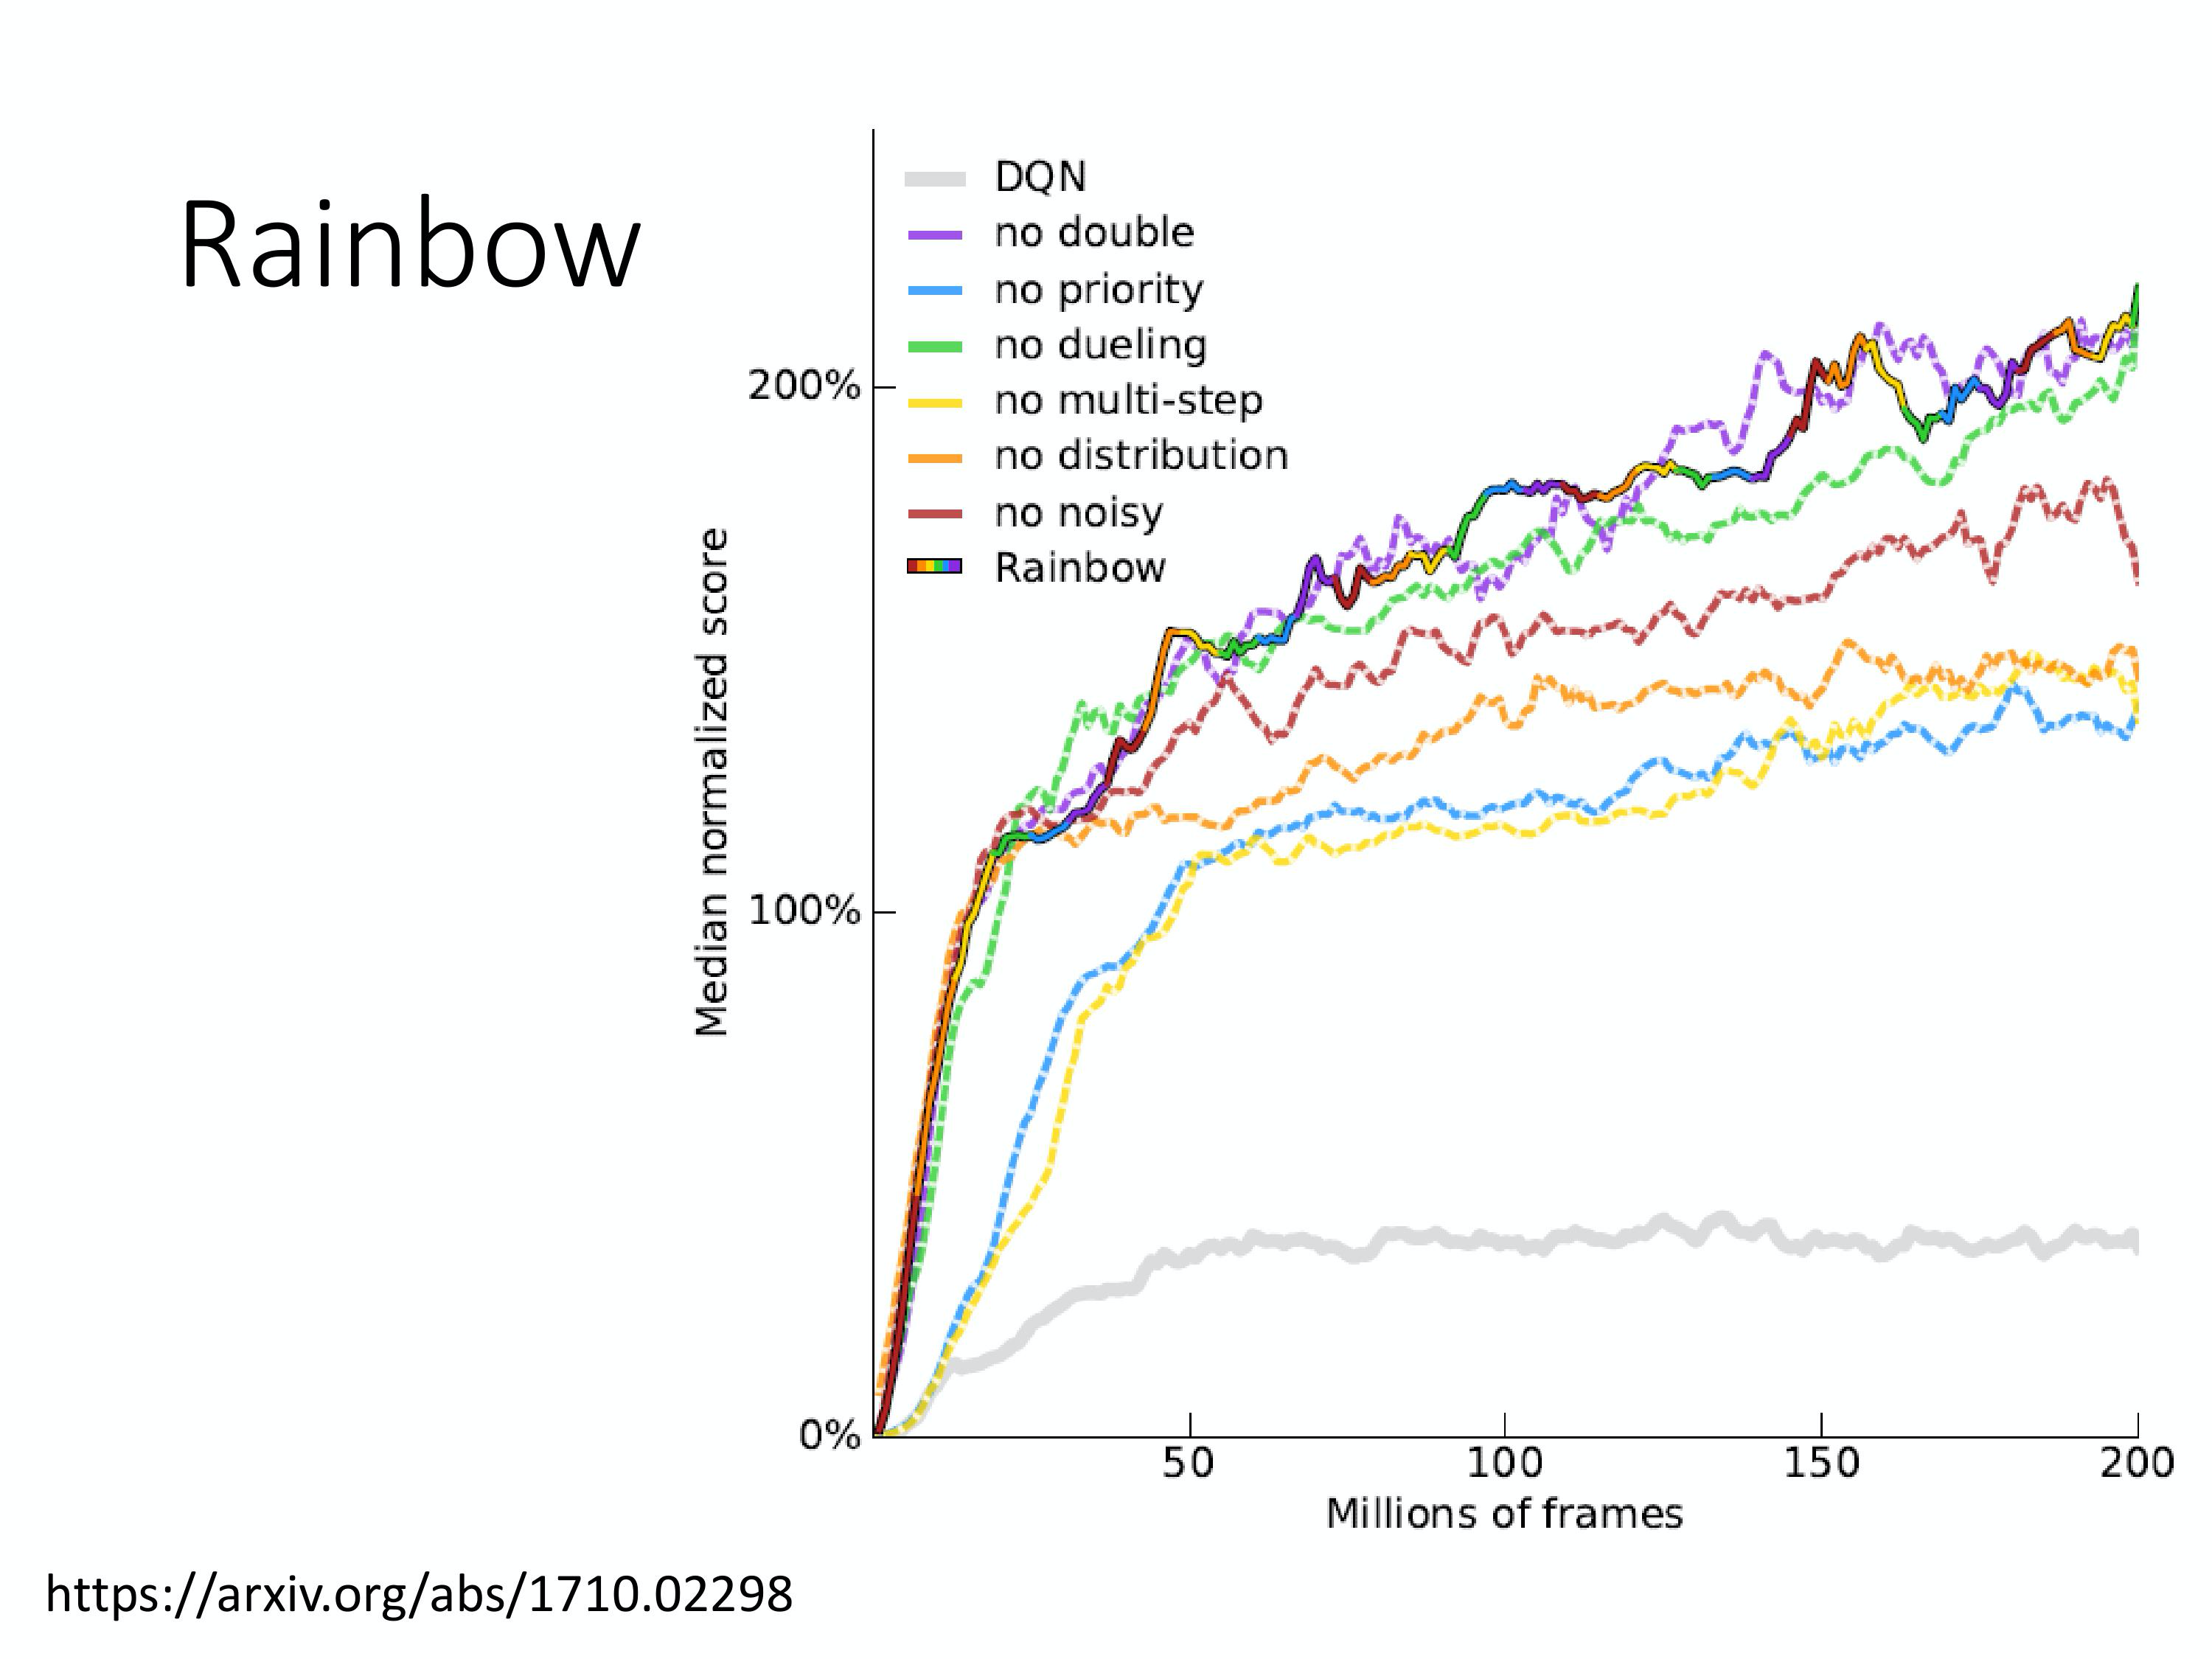 Rainbow
DQN
no double
no priority
no dueling
no multi-step
no distribution
no noisy
Rainbow
200%
100%
0%
Median normalized score
50 100 150 200
Millions of frames
https://arxiv.org/abs/1710.02298